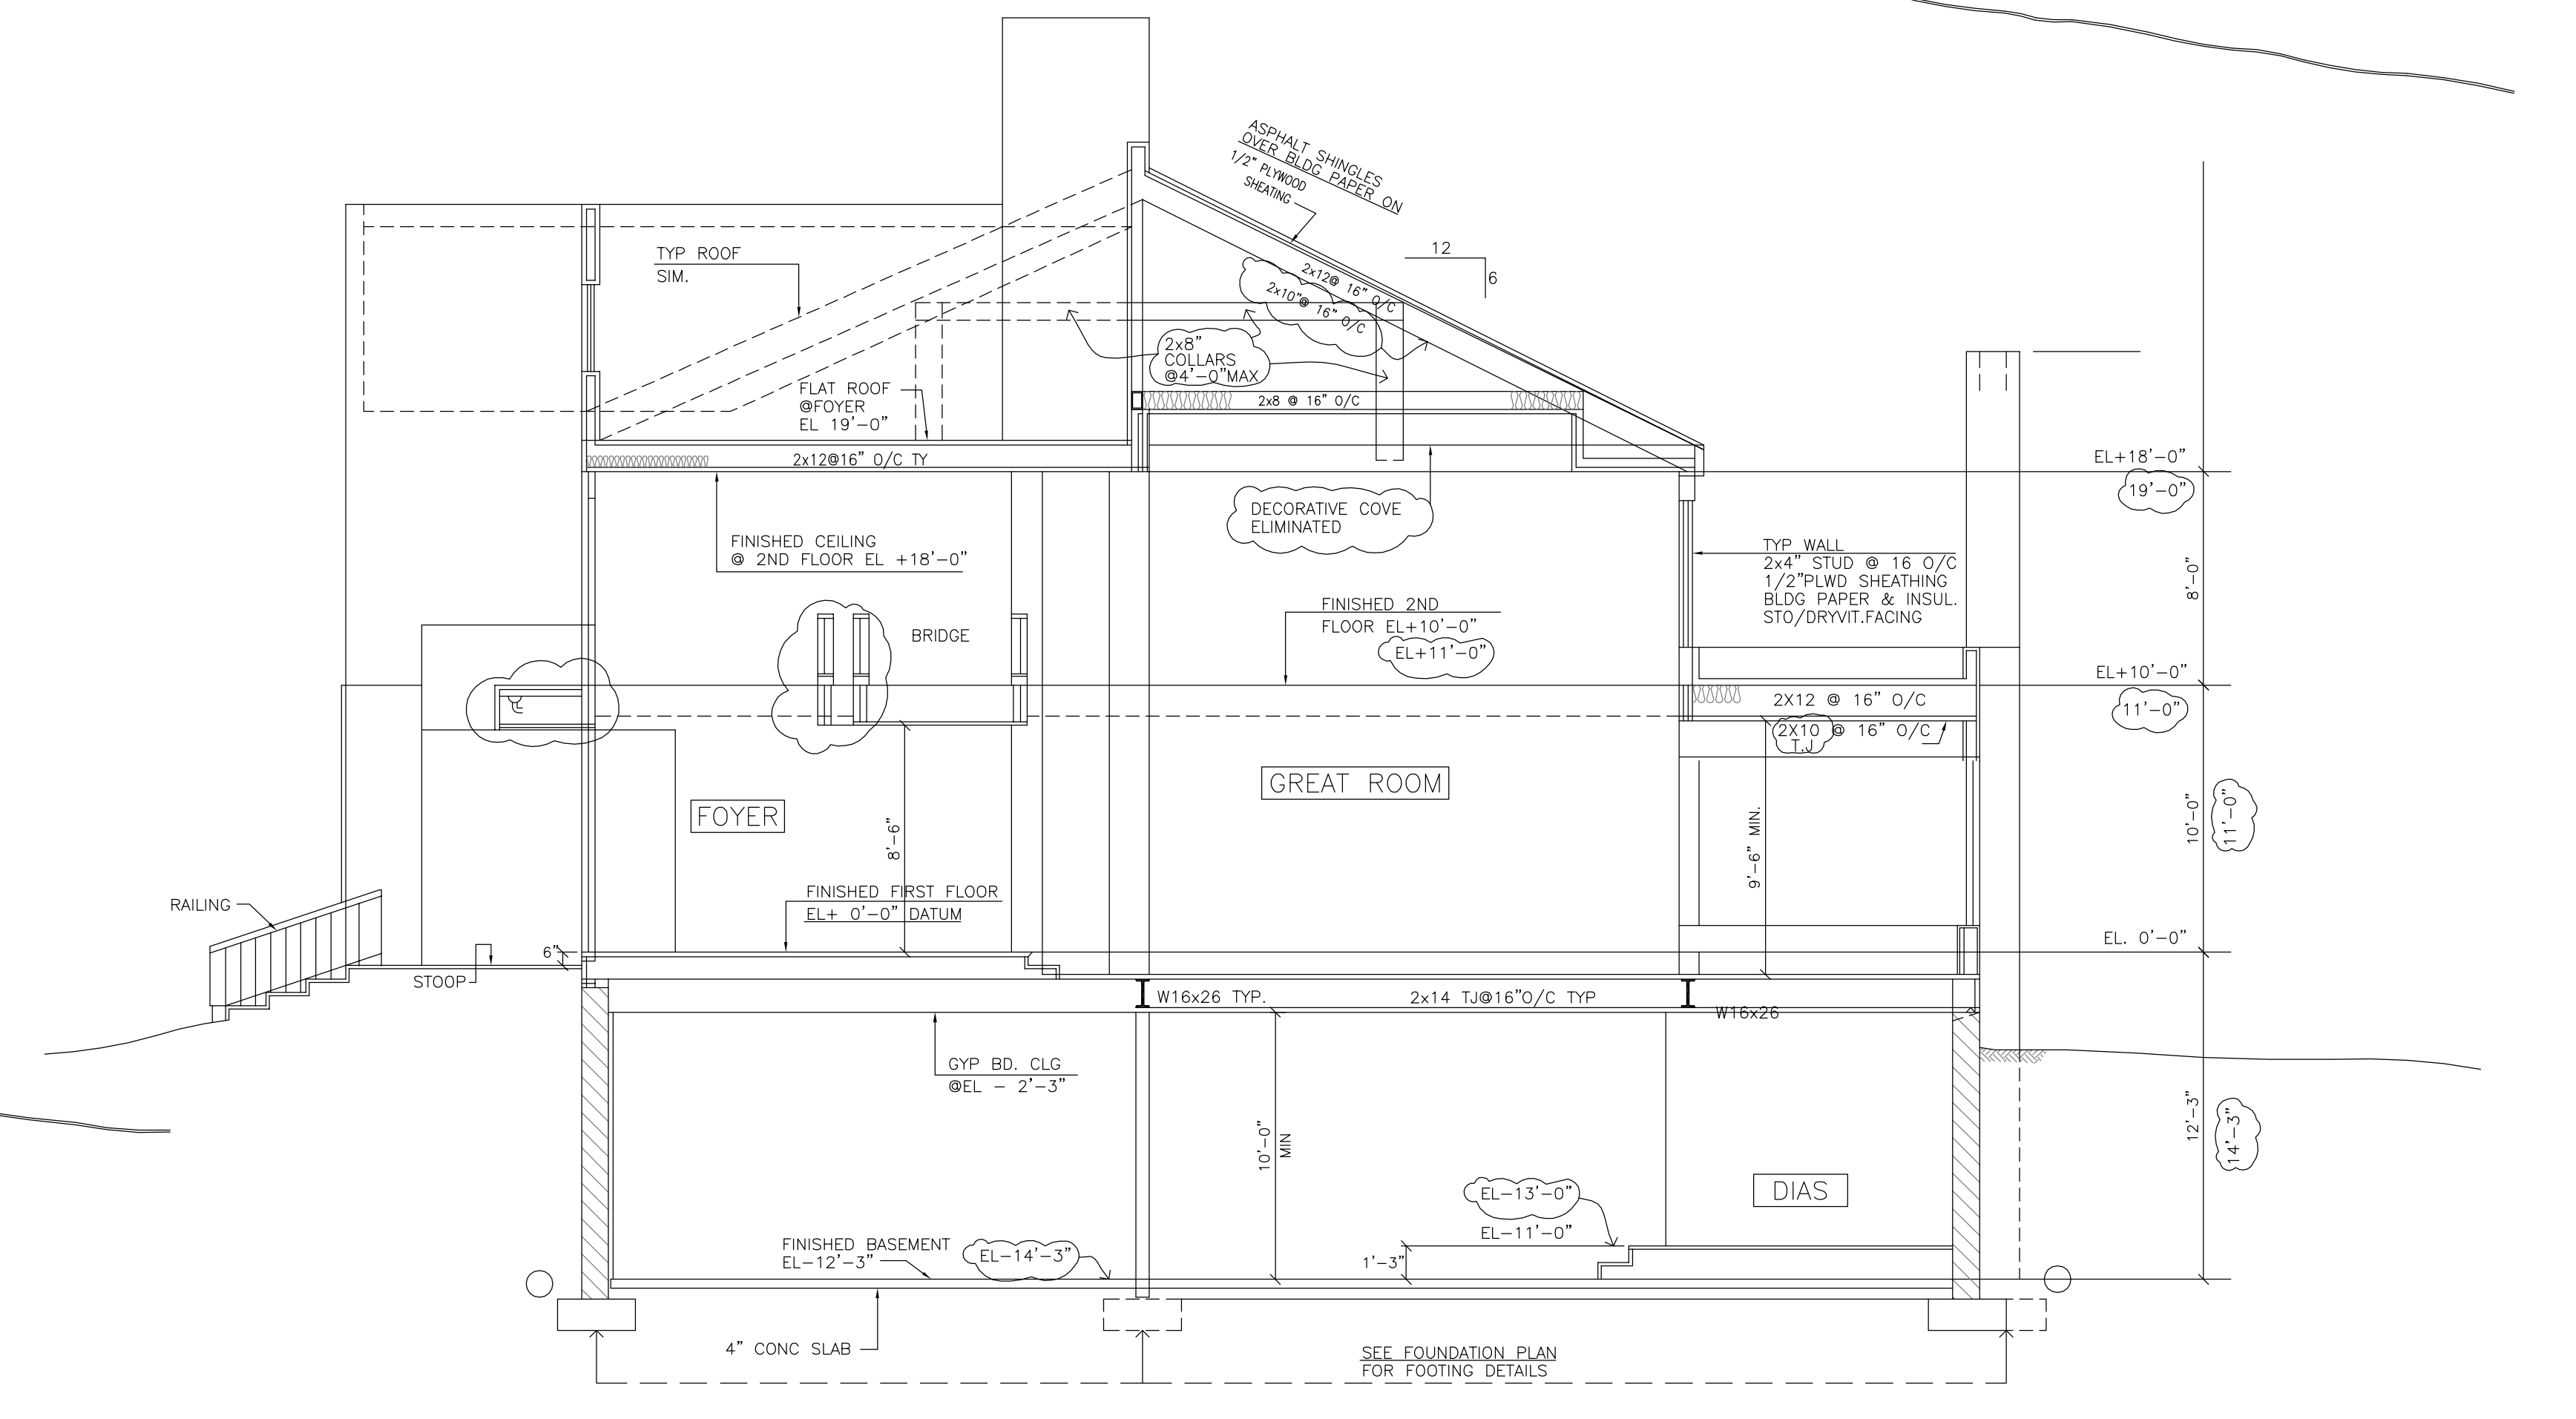 ASPHALT SHINGLES
OVER BLDG PAPER ON
1/2" PLYWOOD
SHEATING
12
6
TYP ROOF
SIM.
2x12@ 16" O/C
2x10"@ 16" O/C
2x8"
COLLARS
@4'-0"MAX
FLAT ROOF
@FOYER
EL 19'-0"
2x8 @ 16" O/C
2x12@16" O/C TY
EL+18'-0"
19'-0"
DECORATIVE COVE
ELIMINATED
FINISHED CEILING
@ 2ND FLOOR EL +18'-0"
TYP WALL
2x4" STUD @ 16 O/C
1/2"PLWD SHEATHING
BLDG PAPER & INSUL.
STO/DRYVIT.FACING
8'-0"
FINISHED 2ND
FLOOR EL+10'-0"
EL+11'-0"
BRIDGE
EL+10'-0"
11'-0"
2X12 @ 16" O/C
2X10 @ 16" O/C
T.J
GREAT ROOM
FOYER
8'-6"
9'-6" MIN.
10'-0"
11'-0"
FINISHED FIRST FLOOR
EL+ 0'-0" DATUM
RAILING
6"
STOOP
EL. 0'-0"
W16x26 TYP.
2x14 TJ@16"O/C TYP
W16x26
GYP BD. CLG
@EL - 2'-3"
10'-0"
MIN
12'-3"
14'-3"
DIAS
EL-13'-0"
EL-11'-0"
1'-3"
FINISHED BASEMENT
EL-12'-3"
EL-14'-3"
4" CONC SLAB
SEE FOUNDATION PLAN
FOR FOOTING DETAILS